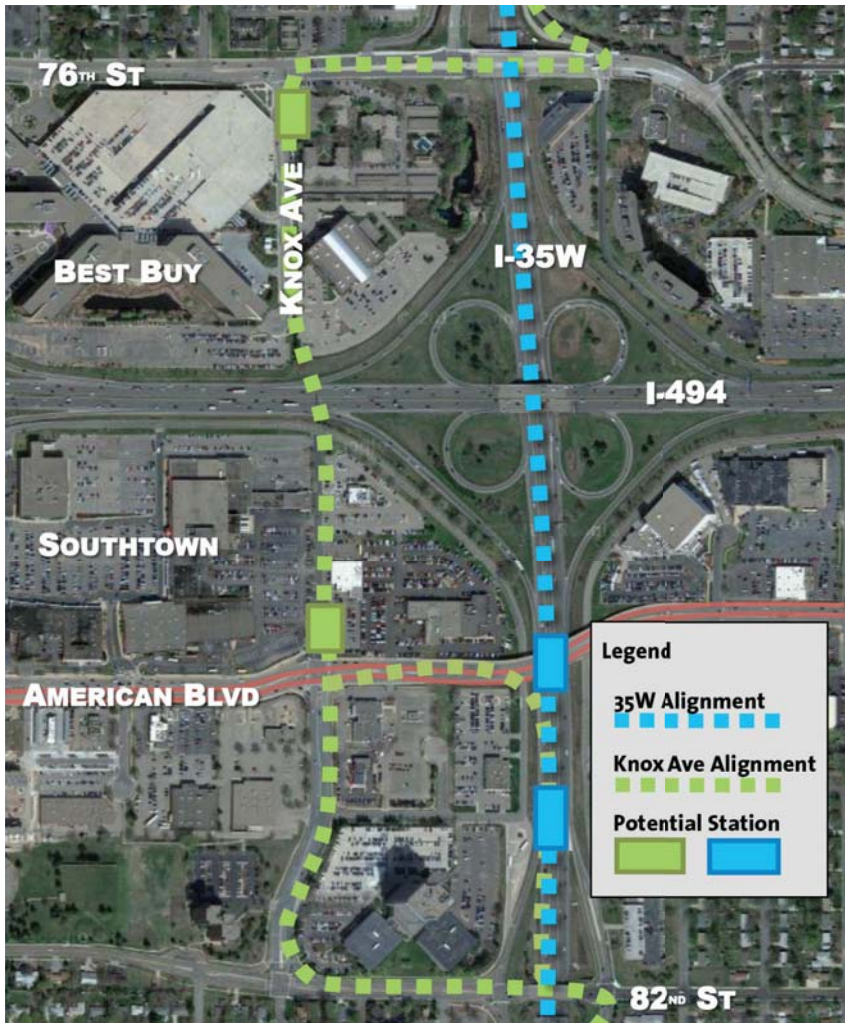 76TH ST
KNOX AVE
BEST BUY
I-35W
I-494
SOUTHTOWN
AMERICAN BLVD
Legend
35W Alignment
Knox Ave Alignment
Potential Station
82ND ST